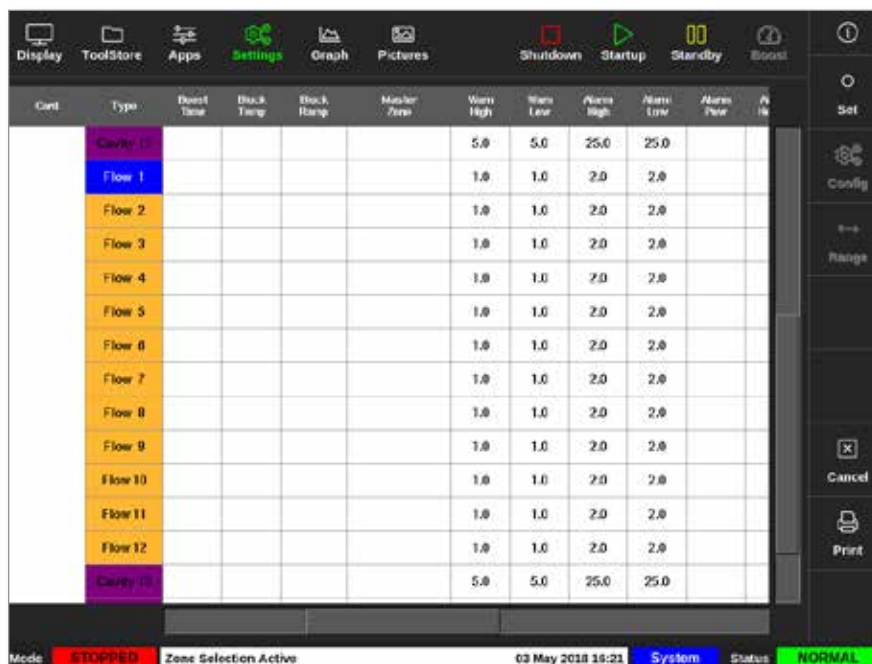 Display ToolStore Apps Settings Graph Pictures Shutdown Startup Standby Boost
Set
Config
Range
Cancel
Print
Card Type Boost Time Block Temp Block Ramp Master Zone Warn High Warn Low Alarm High Alarm Low Alarm Powr
Cavity 5.0 5.0 25.0 25.0
Flow 1 1.0 1.0 2.0 2.0
Flow 2 1.0 1.0 2.0 2.0
Flow 3 1.0 1.0 2.0 2.0
Flow 4 1.0 1.0 2.0 2.0
Flow 5 1.0 1.0 2.0 2.0
Flow 6 1.0 1.0 2.0 2.0
Flow 7 1.0 1.0 2.0 2.0
Flow 8 1.0 1.0 2.0 2.0
Flow 9 1.0 1.0 2.0 2.0
Flow 10 1.0 1.0 2.0 2.0
Flow 11 1.0 1.0 2.0 2.0
Flow 12 1.0 1.0 2.0 2.0
Cavity 5.0 5.0 25.0 25.0
Mode STOPPED Zone Selection Active 03 May 2018 16:21 System Status NORMAL